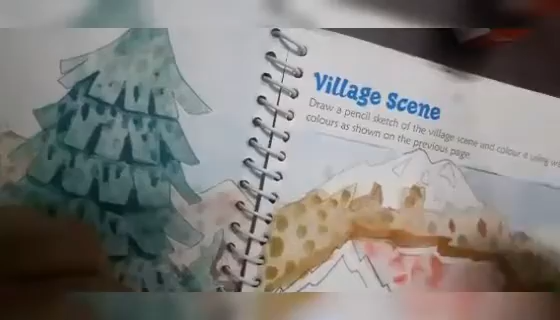 Village Scene
Draw a pencil sketch of the village scene and colour it using
colours as shown on the previous page.